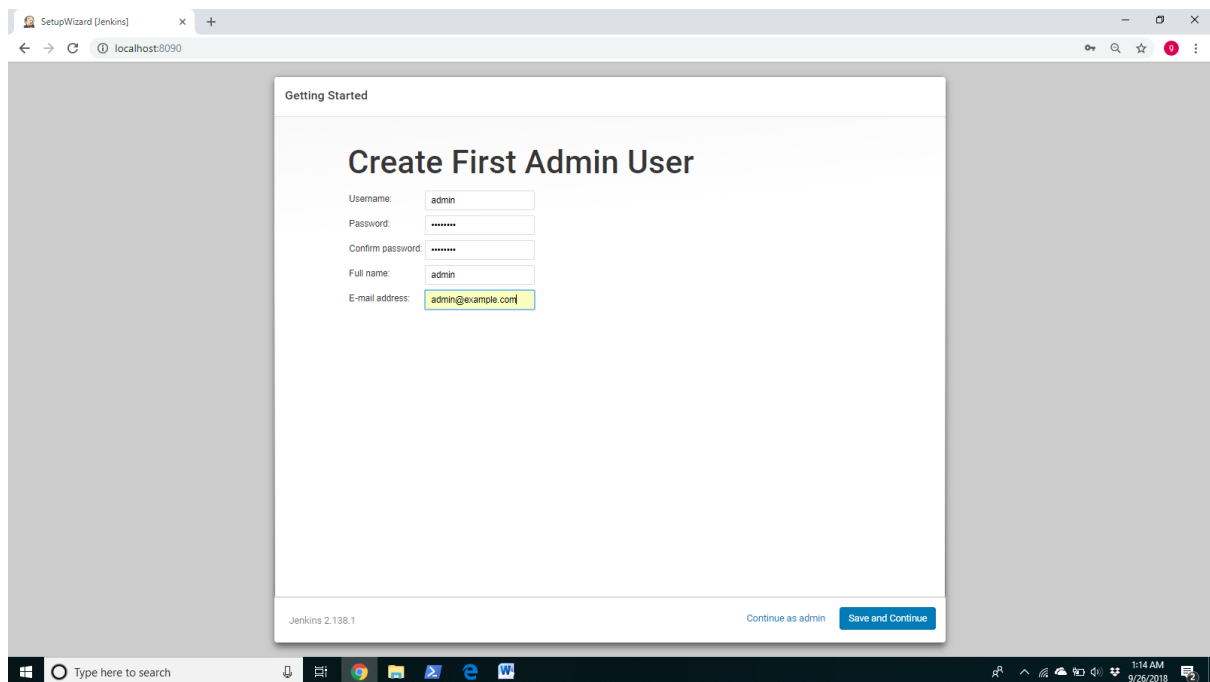 SetupWizard [Jenkins]
localhost:8090
g
Getting Started
Create First Admin User
Username: admin
Password: ••••••••
Confirm password: ••••••••
Full name: admin
E-mail address: admin@example.com
Jenkins 2.138.1 Continue as admin Save and Continue
Type here to search
1:14 AM
9/26/2018
2